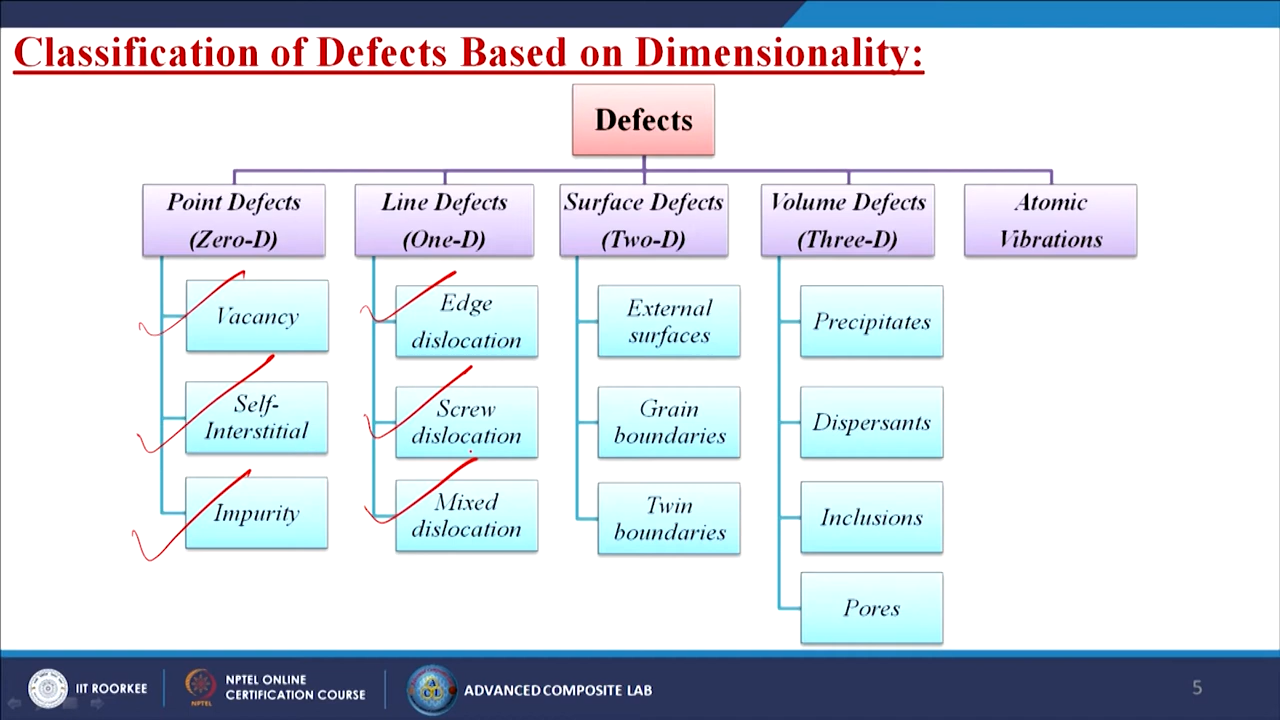 Classification of Defects Based on Dimensionality:
Defects
Point Defects
(Zero-D)
Vacancy
Self-
Interstitial
Impurity
Line Defects
(One-D)
Edge
dislocation
Screw
dislocation
Mixed
dislocation
Surface Defects
(Two-D)
External
surfaces
Grain
boundaries
Twin
boundaries
Volume Defects
(Three-D)
Precipitates
Dispersants
Inclusions
Pores
Atomic
Vibrations
IIT ROORKEE
NPTEL
NPTEL ONLINE
CERTIFICATION COURSE
ACL
ADVANCED COMPOSITE LAB
5